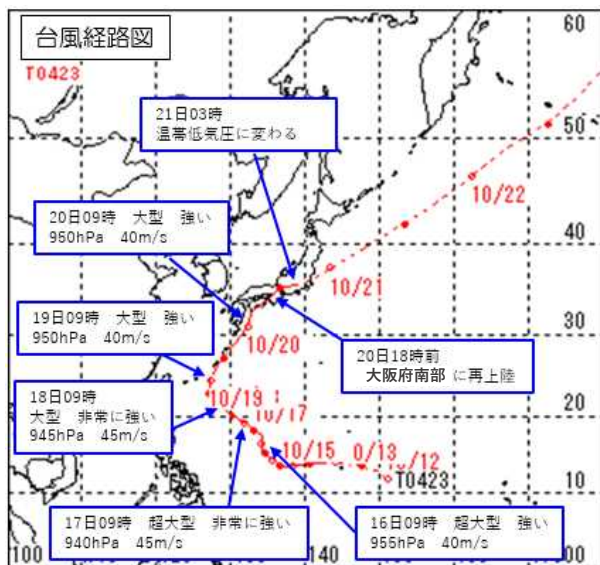 台風経路図
T0423
60
21日03時
温帯低気圧に変わる
50
10/22
20日09時 大型 強い
950hPa 40m/s
40
10/21
19日09時 大型 強い
950hPa 40m/s
10/20
30
20日18時前
大阪府南部 に再上陸
18日09時
大型 非常に強い
945hPa 45m/s
10/19
10/17
20
10/15
0/13
/12
T0423
10
17日09時 超大型 非常に強い
940hPa 45m/s
16日09時 超大型 強い
955hPa 40m/s
100
140